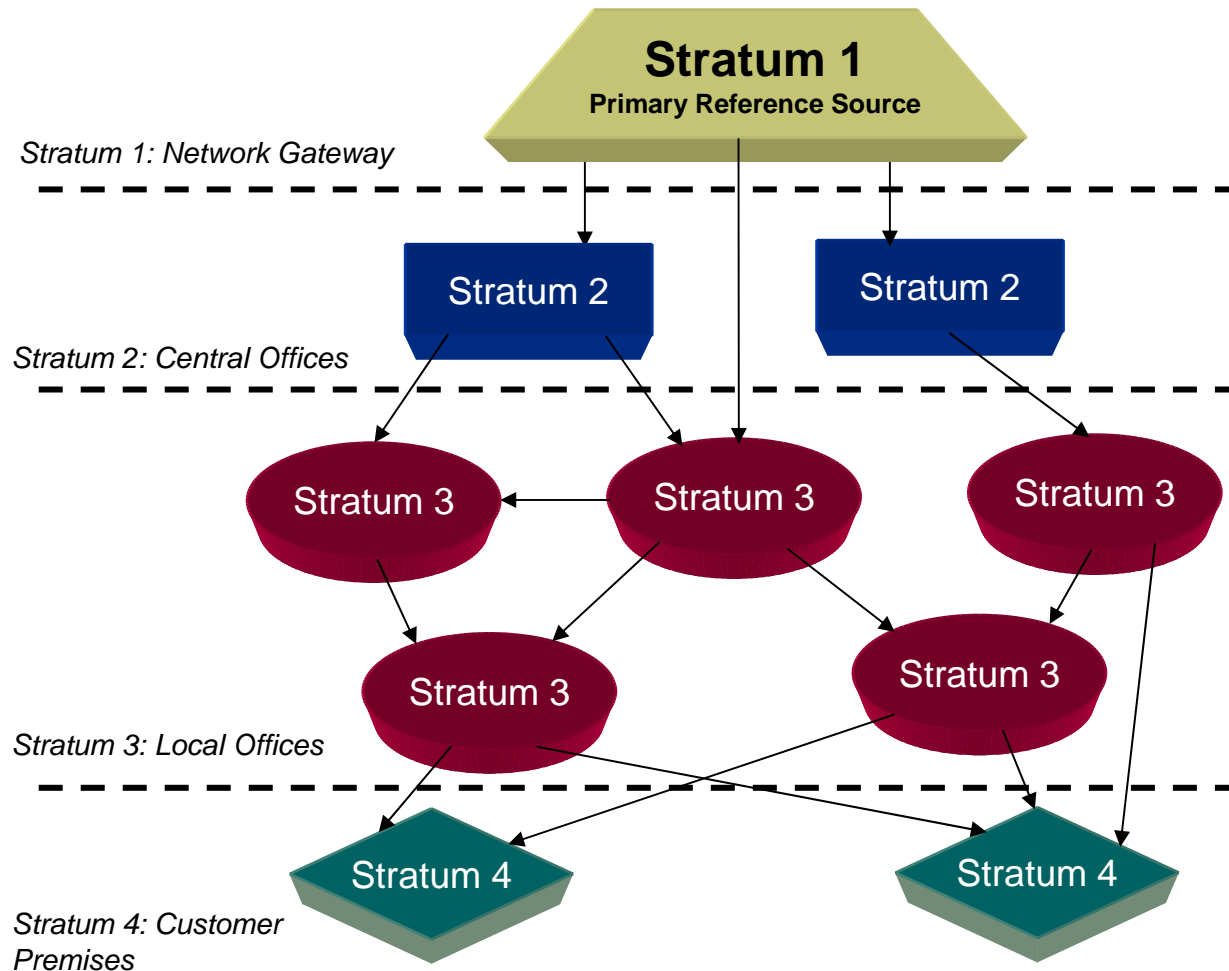 Stratum 1
Primary Reference Source
Stratum 1: Network Gateway
Stratum 2
Stratum 2
Stratum 2: Central Offices
Stratum 3
Stratum 3
Stratum 3
Stratum 3
Stratum 3
Stratum 3: Local Offices
Stratum 4
Stratum 4
Stratum 4: Customer
Premises